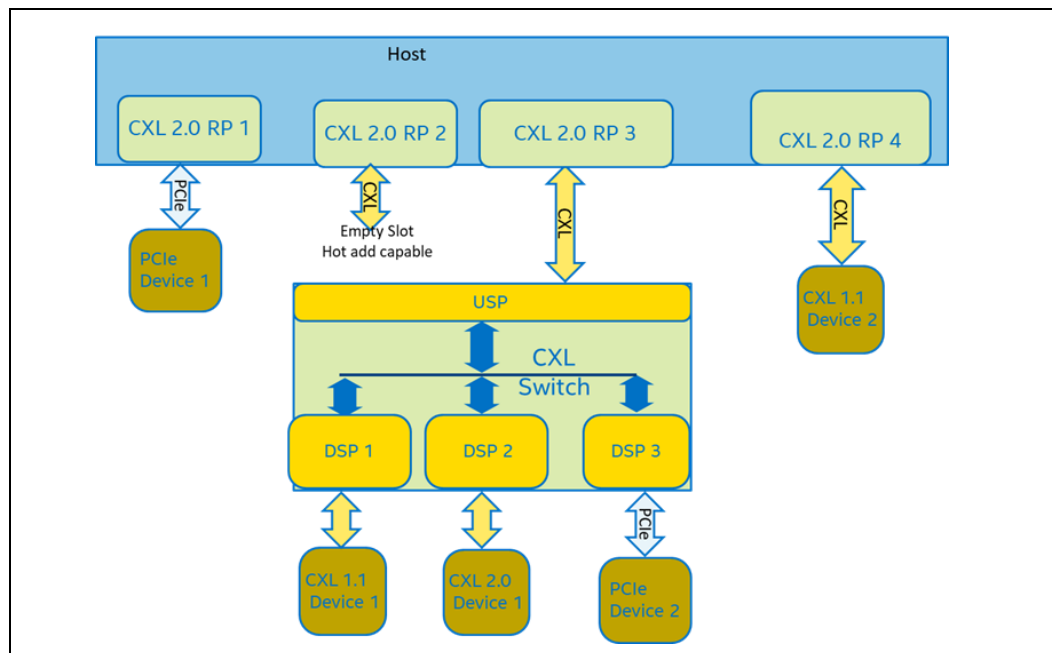 Host
CXL 2.0 RP 1
CXL 2.0 RP 2
CXL 2.0 RP 3
CXL 2.0 RP 4
PCIe
CXL
CXL
CXL
Empty Slot
Hot add capable
PCIe
Device 1
CXL 1.1
Device 2
USP
CXL
Switch
DSP 1
DSP 2
DSP 3
PCIe
CXL 1.1
Device 1
CXL 2.0
Device 1
PCIe
Device 2